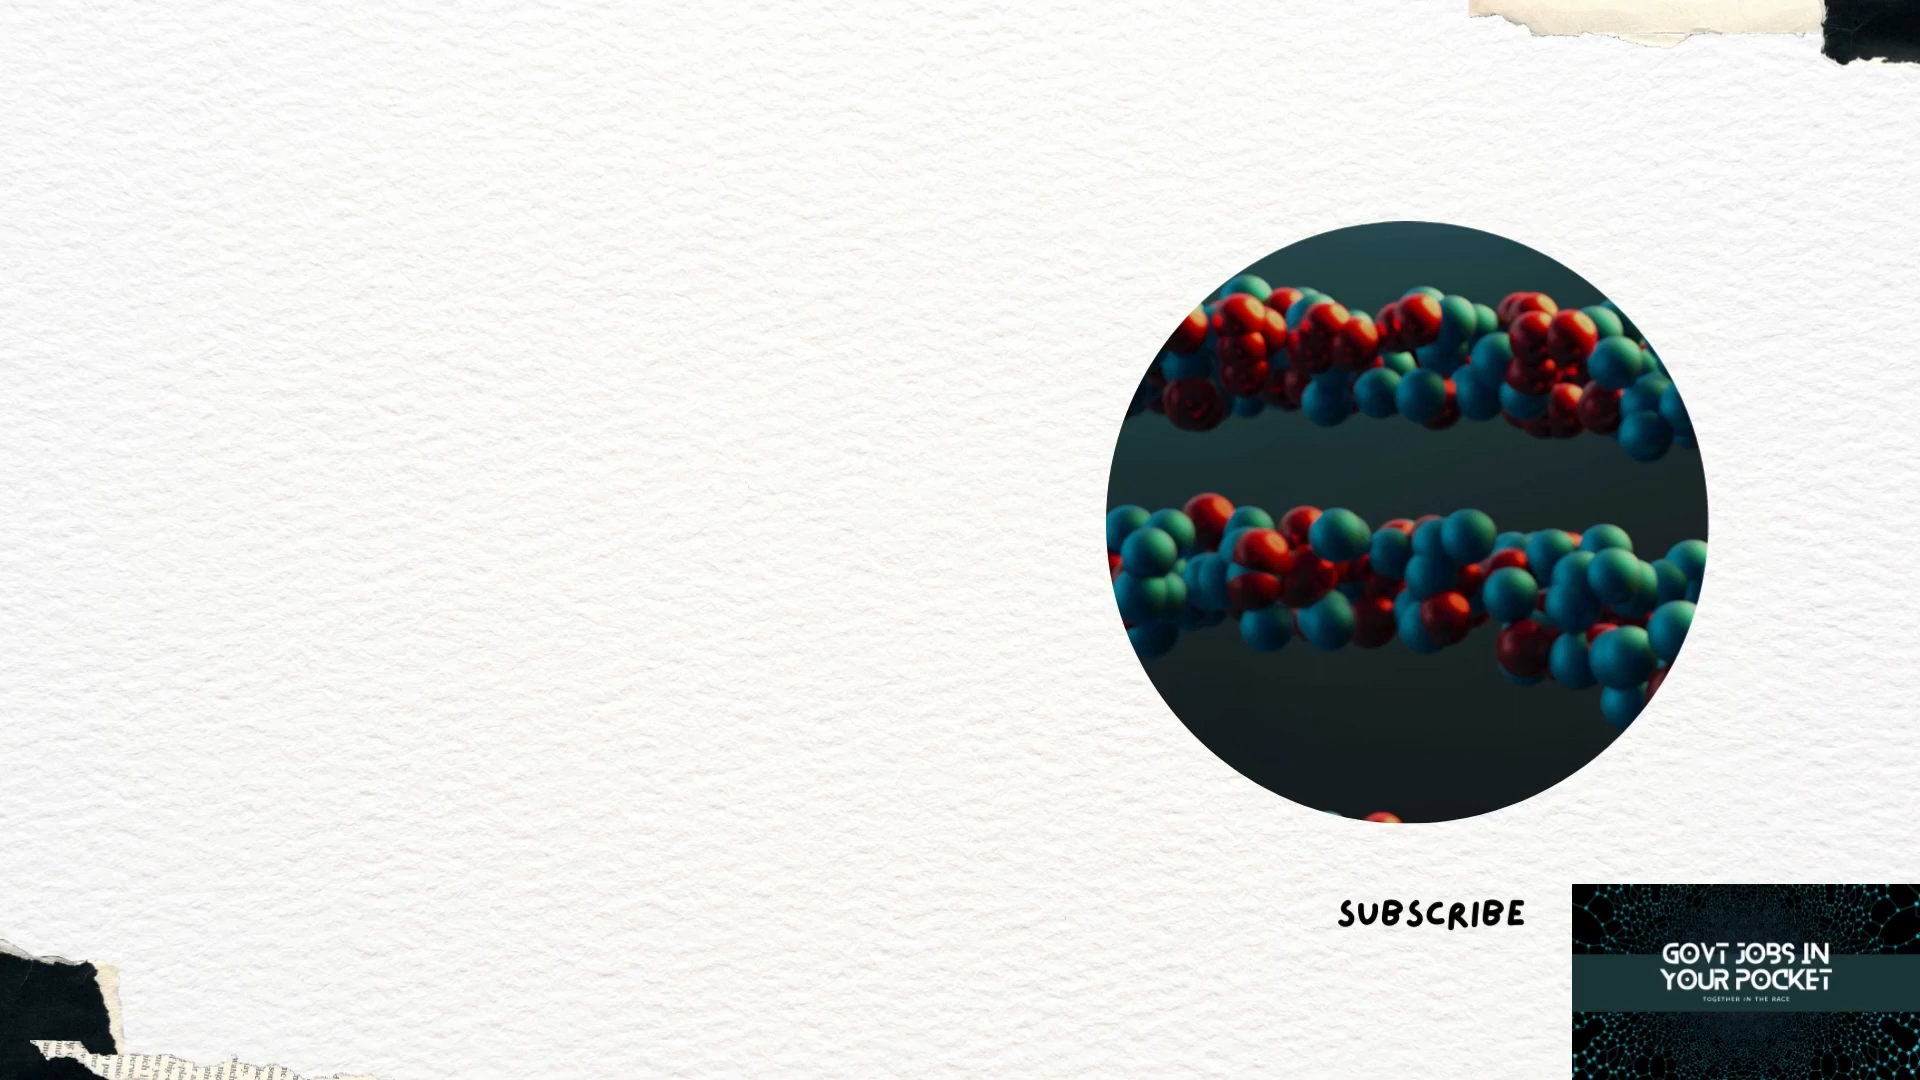 SUBSCRIBE
GOVT JOBS IN
YOUR POCKET
TOGETHER IN THE RACE